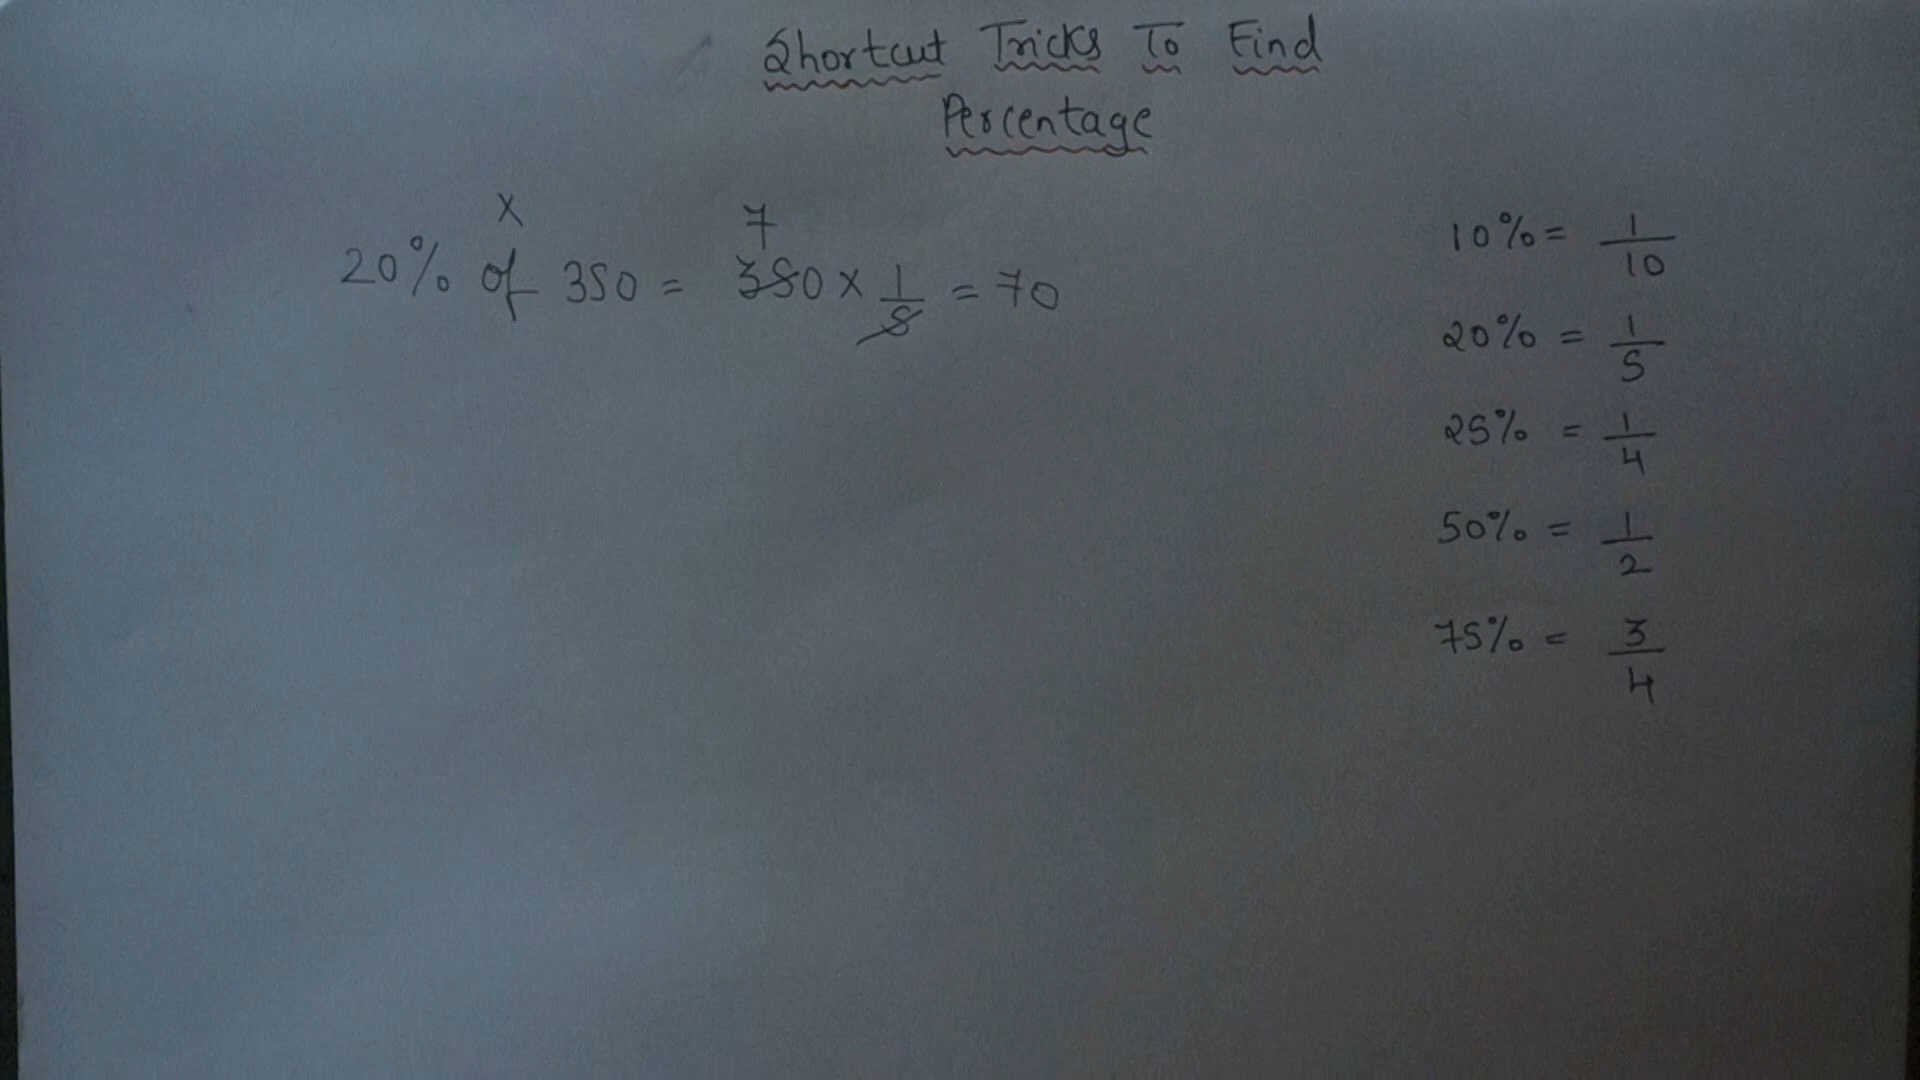 Shortcut Tricks To Find
Percentage
x
7
20% of 350 = 350 x 1/5 = 70
10% = 1/10
20% = 1/5
25% = 1/4
50% = 1/2
75% = 3/4